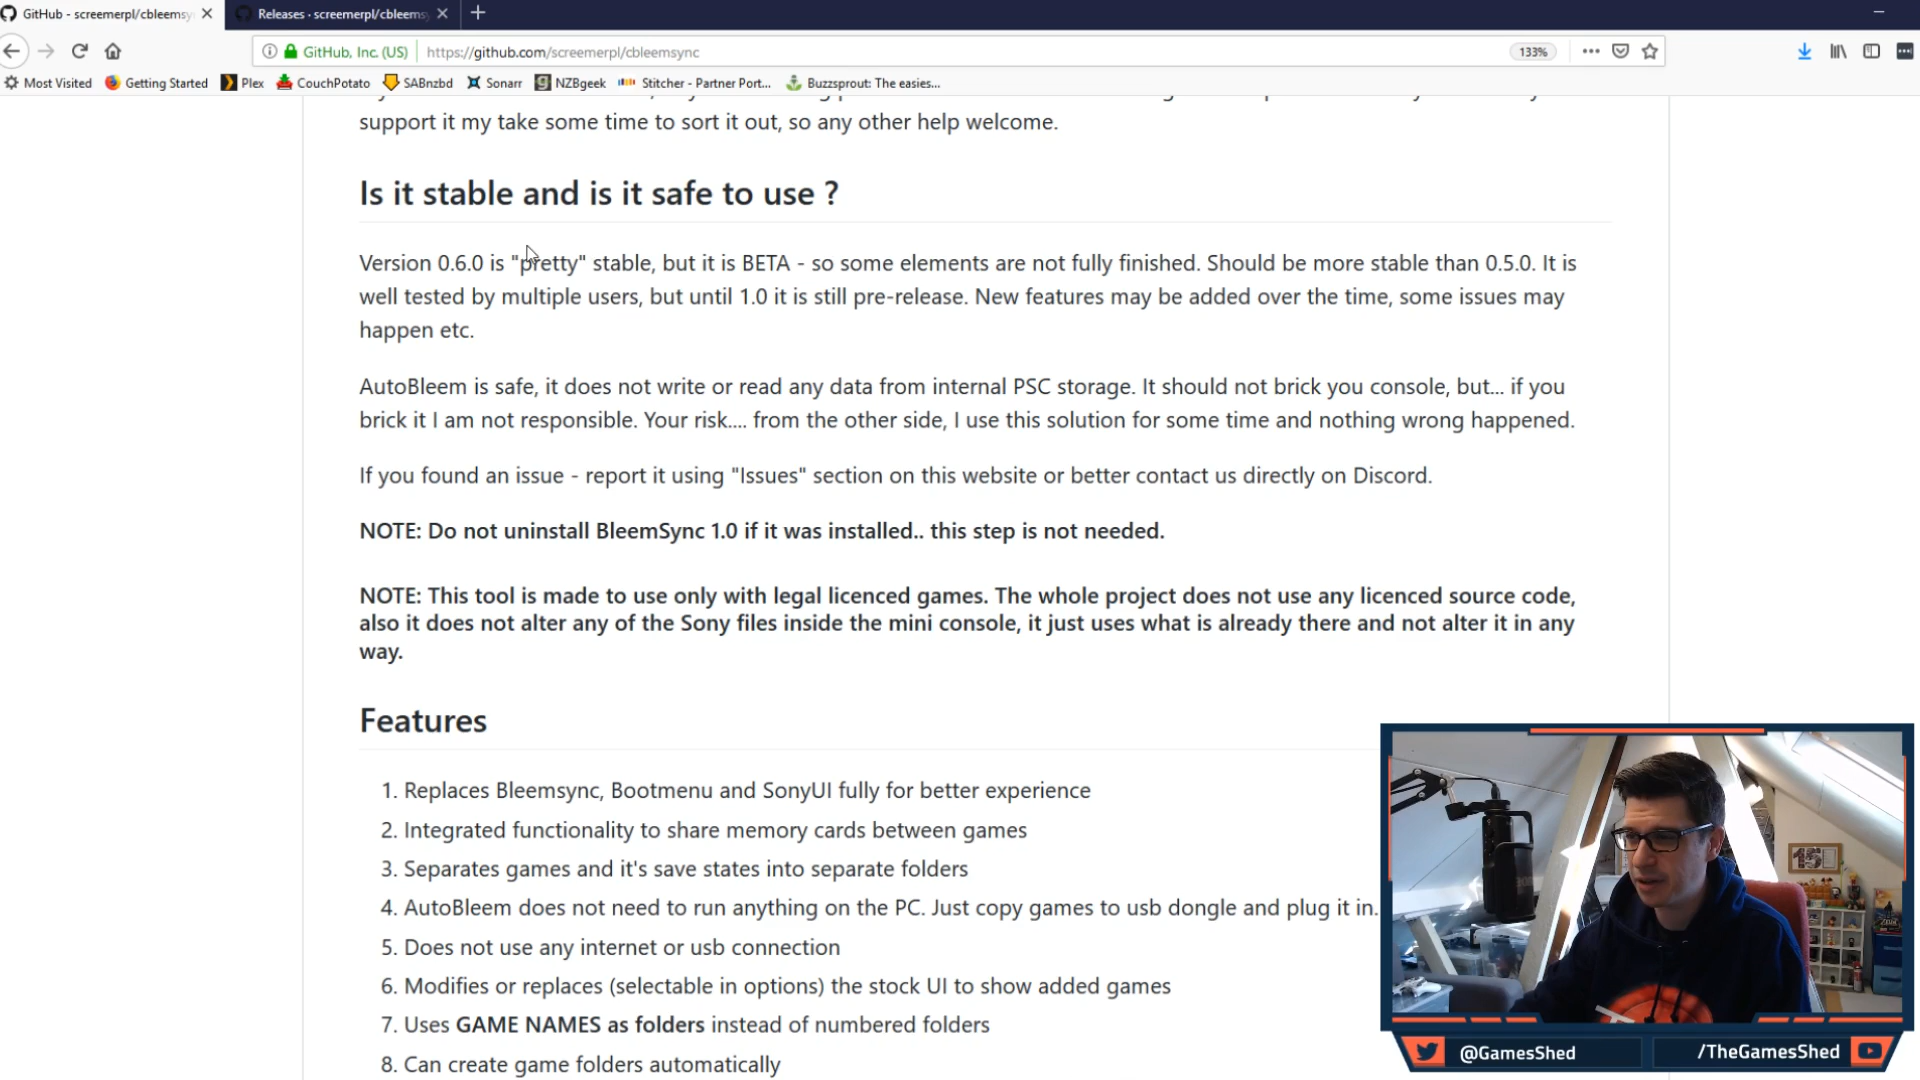 GitHub - screemerpl/cbleemsy
Releases · screemerpl/cbleems
GitHub, Inc. (US)
https://github.com/screemerpl/cbleemsync
133%
Most Visited
Getting Started
Plex
CouchPotato
SABnzbd
Sonarr
NZBgeek
Stitcher - Partner Port...
Buzzsprout: The easies...
support it my take some time to sort it out, so any other help welcome.
Is it stable and is it safe to use ?
Version 0.6.0 is "pretty" stable, but it is BETA - so some elements are not fully finished. Should be more stable than 0.5.0. It is
well tested by multiple users, but until 1.0 it is still pre-release. New features may be added over the time, some issues may
happen etc.
AutoBleem is safe, it does not write or read any data from internal PSC storage. It should not brick you console, but... if you
brick it I am not responsible. Your risk.... from the other side, I use this solution for some time and nothing wrong happened.
If you found an issue - report it using "Issues" section on this website or better contact us directly on Discord.
NOTE: Do not uninstall BleemSync 1.0 if it was installed.. this step is not needed.
NOTE: This tool is made to use only with legal licenced games. The whole project does not use any licenced source code,
also it does not alter any of the Sony files inside the mini console, it just uses what is already there and not alter it in any
way.
Features
1. Replaces Bleemsync, Bootmenu and SonyUI fully for better experience
2. Integrated functionality to share memory cards between games
3. Separates games and it's save states into separate folders
4. AutoBleem does not need to run anything on the PC. Just copy games to usb dongle and plug it in.
5. Does not use any internet or usb connection
6. Modifies or replaces (selectable in options) the stock UI to show added games
7. Uses GAME NAMES as folders instead of numbered folders
8. Can create game folders automatically
@GamesShed
/TheGamesShed